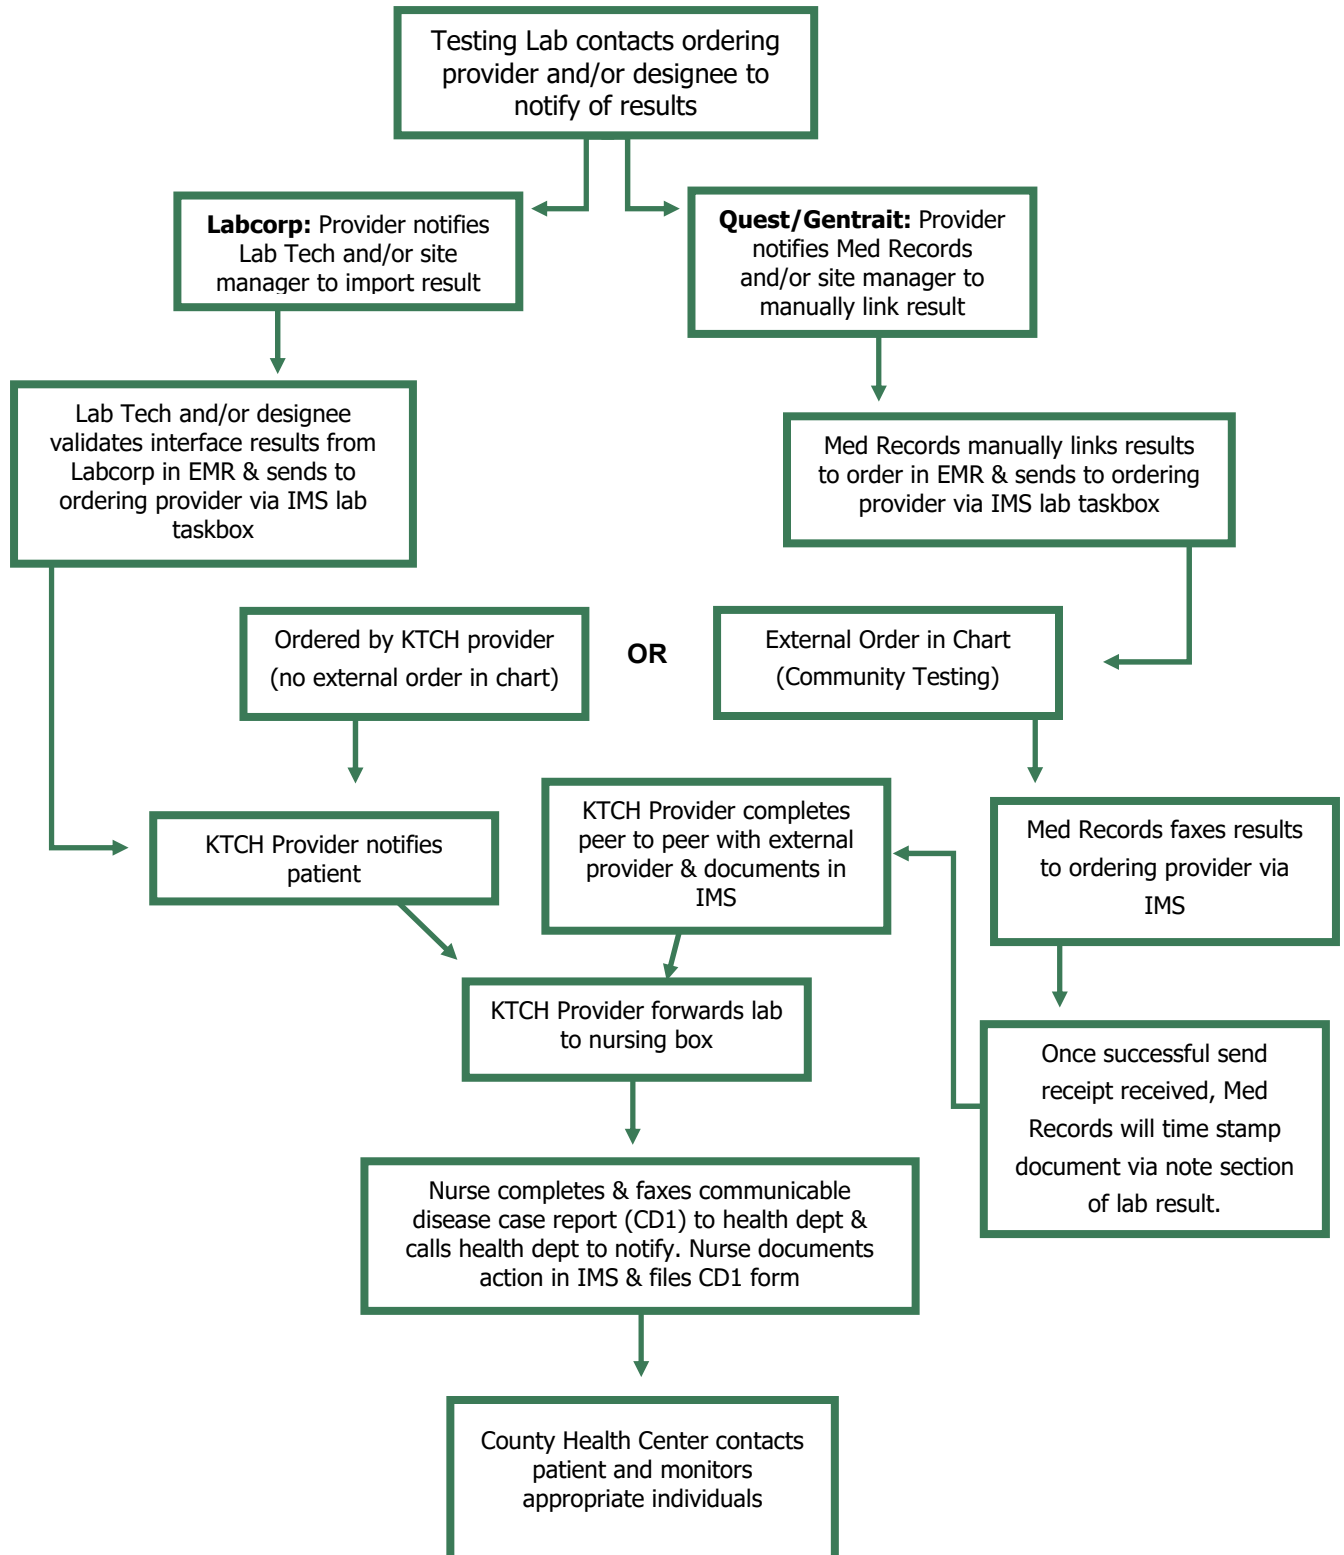 Testing Lab contacts ordering
provider and/or designee to
notify of results
Labcorp: Provider notifies
Lab Tech and/or site
manager to import result
Quest/Gentrait: Provider
notifies Med Records
and/or site manager to
manually link result
Lab Tech and/or designee
validates interface results from
Labcorp in EMR & sends to
ordering provider via IMS lab
taskbox
Med Records manually links results
to order in EMR & sends to ordering
provider via IMS lab taskbox
Ordered by KTCH provider
(no external order in chart)
OR
External Order in Chart
(Community Testing)
KTCH Provider notifies
patient
KTCH Provider completes
peer to peer with external
provider & documents in
IMS
Med Records faxes results
to ordering provider via
IMS
KTCH Provider forwards lab
to nursing box
Once successful send
receipt received, Med
Records will time stamp
document via note section
of lab result.
Nurse completes & faxes communicable
disease case report (CD1) to health dept &
calls health dept to notify. Nurse documents
action in IMS & files CD1 form
County Health Center contacts
patient and monitors
appropriate individuals